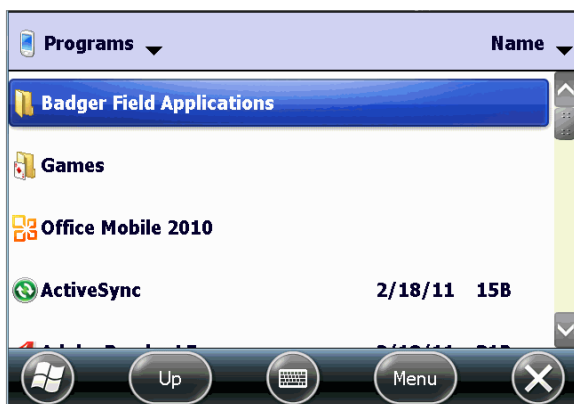 Programs Name
Badger Field Applications
Games
Office Mobile 2010
ActiveSync 2/18/11 15B
Up Menu